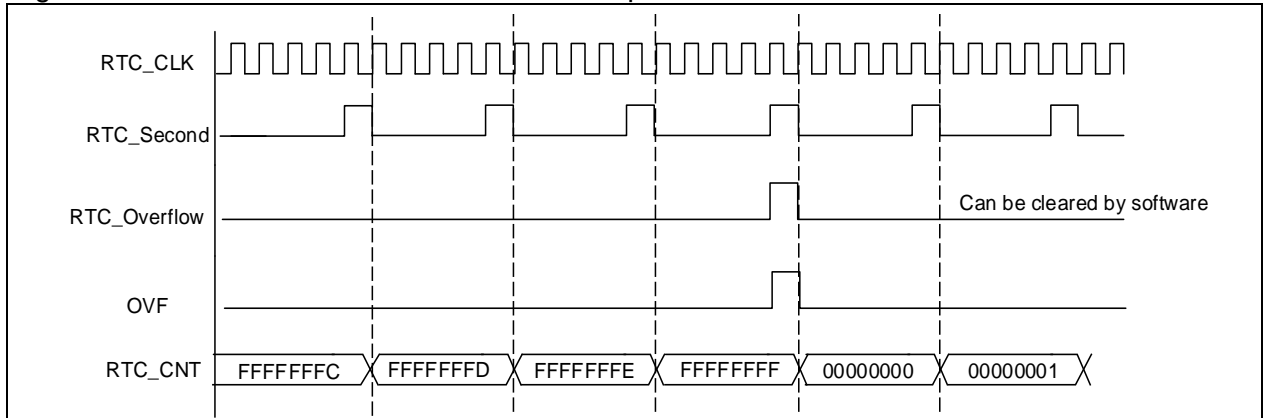 RTC_CLK
RTC_Second
RTC_Overflow
Can be cleared by software
OVF
RTC_CNT FFFFFFFC FFFFFFFD FFFFFFFE FFFFFFFF 00000000 00000001